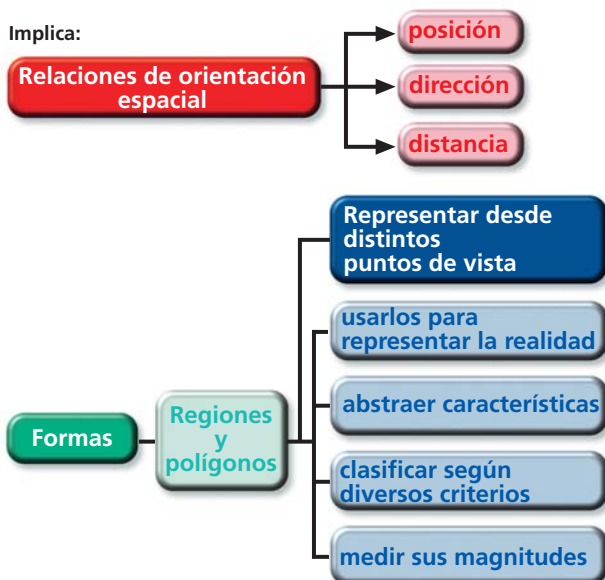 Implica:
Relaciones de orientación
espacial
posición
dirección
distancia
Representar desde
distintos
puntos de vista
usarlos para
representar la realidad
abstraer características
clasificar según
diversos criterios
medir sus magnitudes
Formas
Regiones
y
polígonos